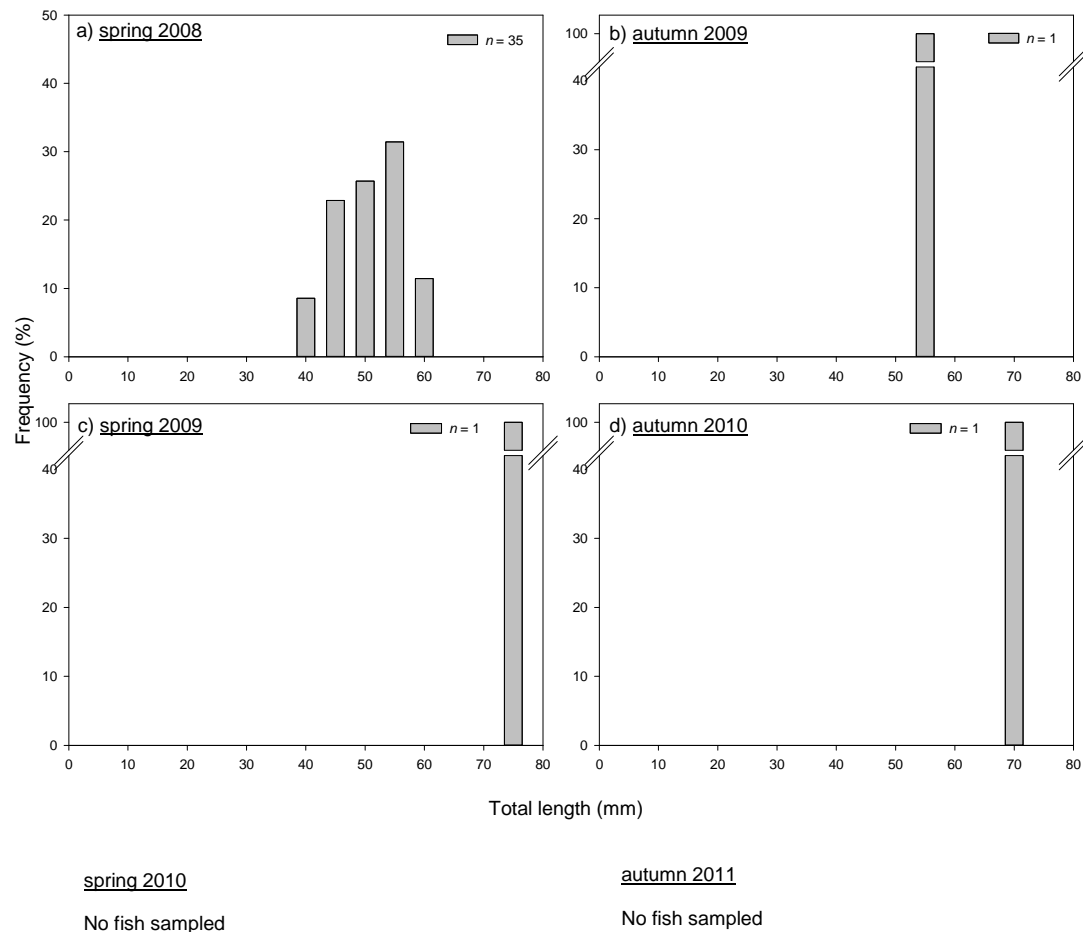 a) spring 2008
n = 35
50
40
30
20
10
0
0 10 20 30 40 50 60 70 80
b) autumn 2009
n = 1
100
40
30
20
10
0
0 10 20 30 40 50 60 70 80
Frequency (%)
c) spring 2009
n = 1
100
40
30
20
10
0
0 10 20 30 40 50 60 70 80
d) autumn 2010
n = 1
100
40
30
20
10
0
0 10 20 30 40 50 60 70 80
Total length (mm)
spring 2010
No fish sampled
autumn 2011
No fish sampled